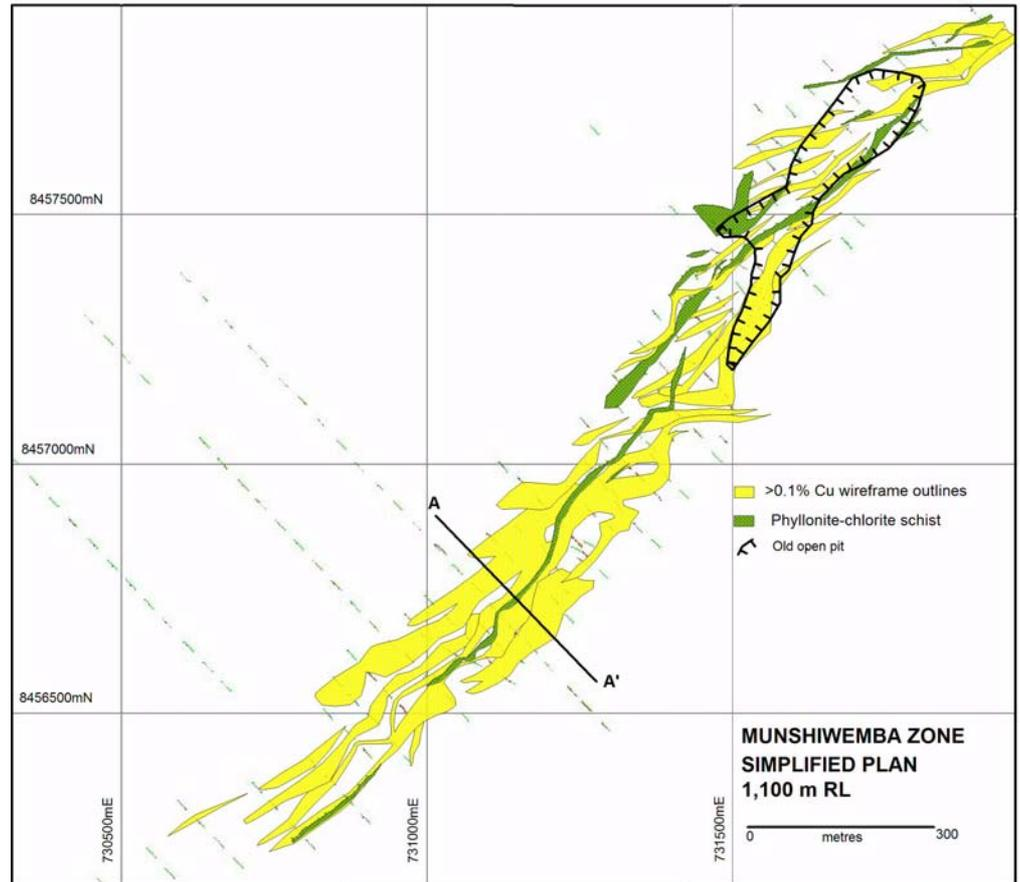 8457500mN
8457000mN
>0.1% Cu wireframe outlines
Phyllonite-chlorite schist
Old open pit
A
A'
8456500mN
MUNSHIWEMBA ZONE
SIMPLIFIED PLAN
1,100 m RL
730500mE
731000mE
731500mE
0 metres 300